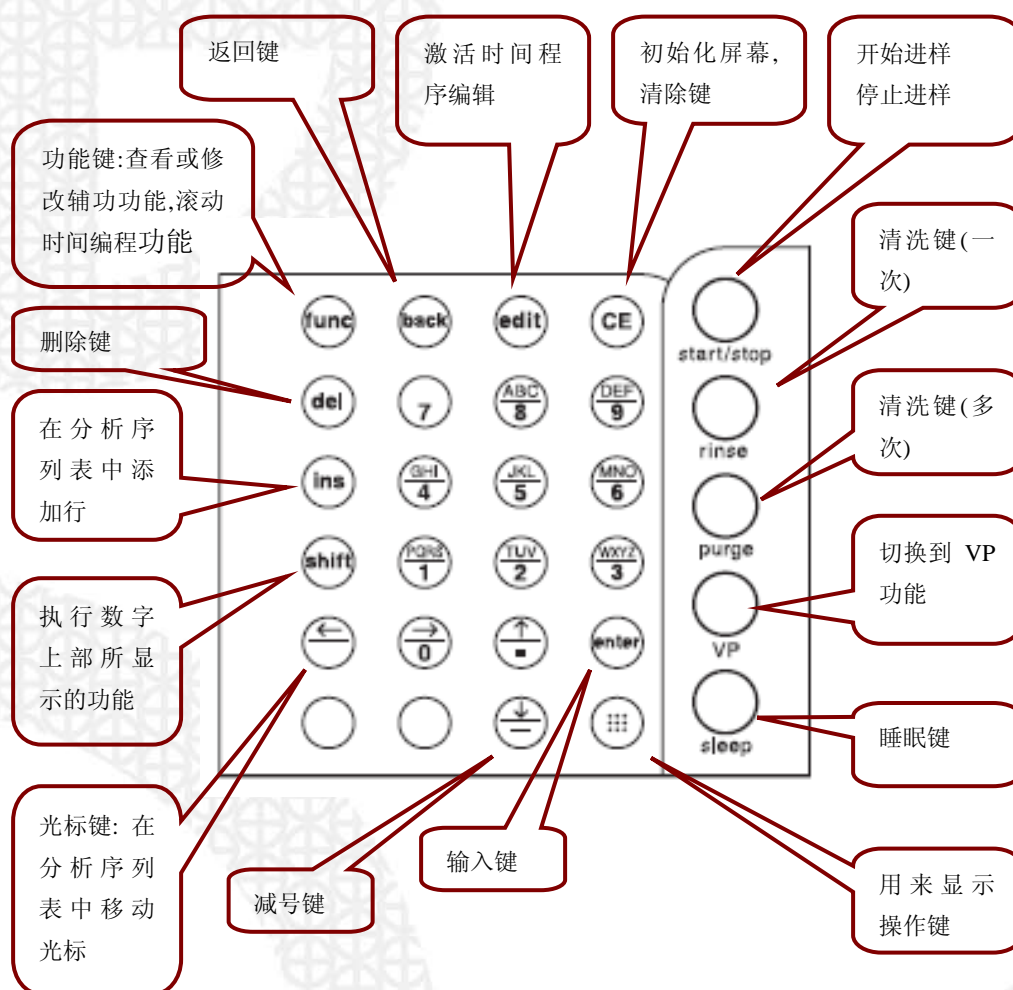 返回键
激活时间程
序编辑
初始化屏幕,
清除键
开始进样
停止进样
功能键:查看或修
改辅功功能,滚动
时间编程功能
清洗键(一
次)
删除键
清洗键(多
次)
在分析序
列表中添
加行
切换到 VP
功能
执行数字
上部所显
示的功能
睡眠键
光标键: 在
分析序列
表中移动
光标
减号键
输入键
用来显示
操作键
func
back
edit
CE
start/stop
del
7
ABC
8
DEF
9
rinse
ins
GHI
4
JKL
5
MNO
6
purge
shift
PQRS
1
TUV
2
WXYZ
3
VP
←
→
0
↑
.
enter
↓
-
sleep